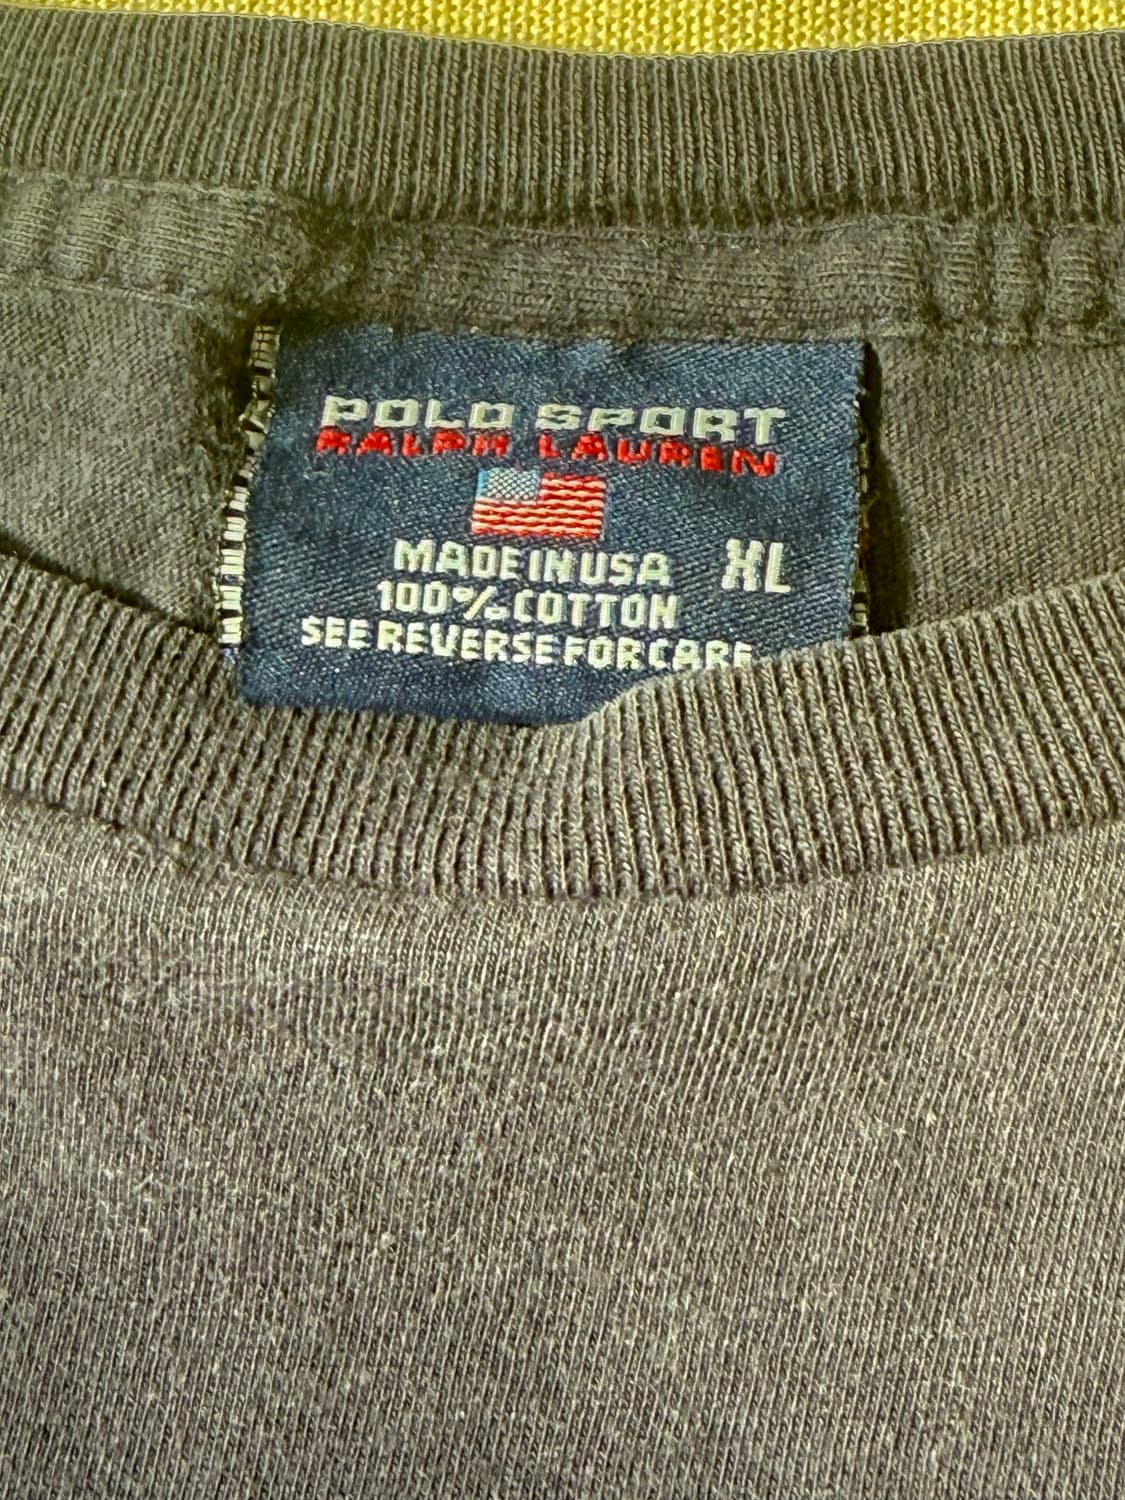 POLO SPORT
RALPH LAUREN
MADE IN USA XL
100% COTTON
SEE REVERSE FOR CARE